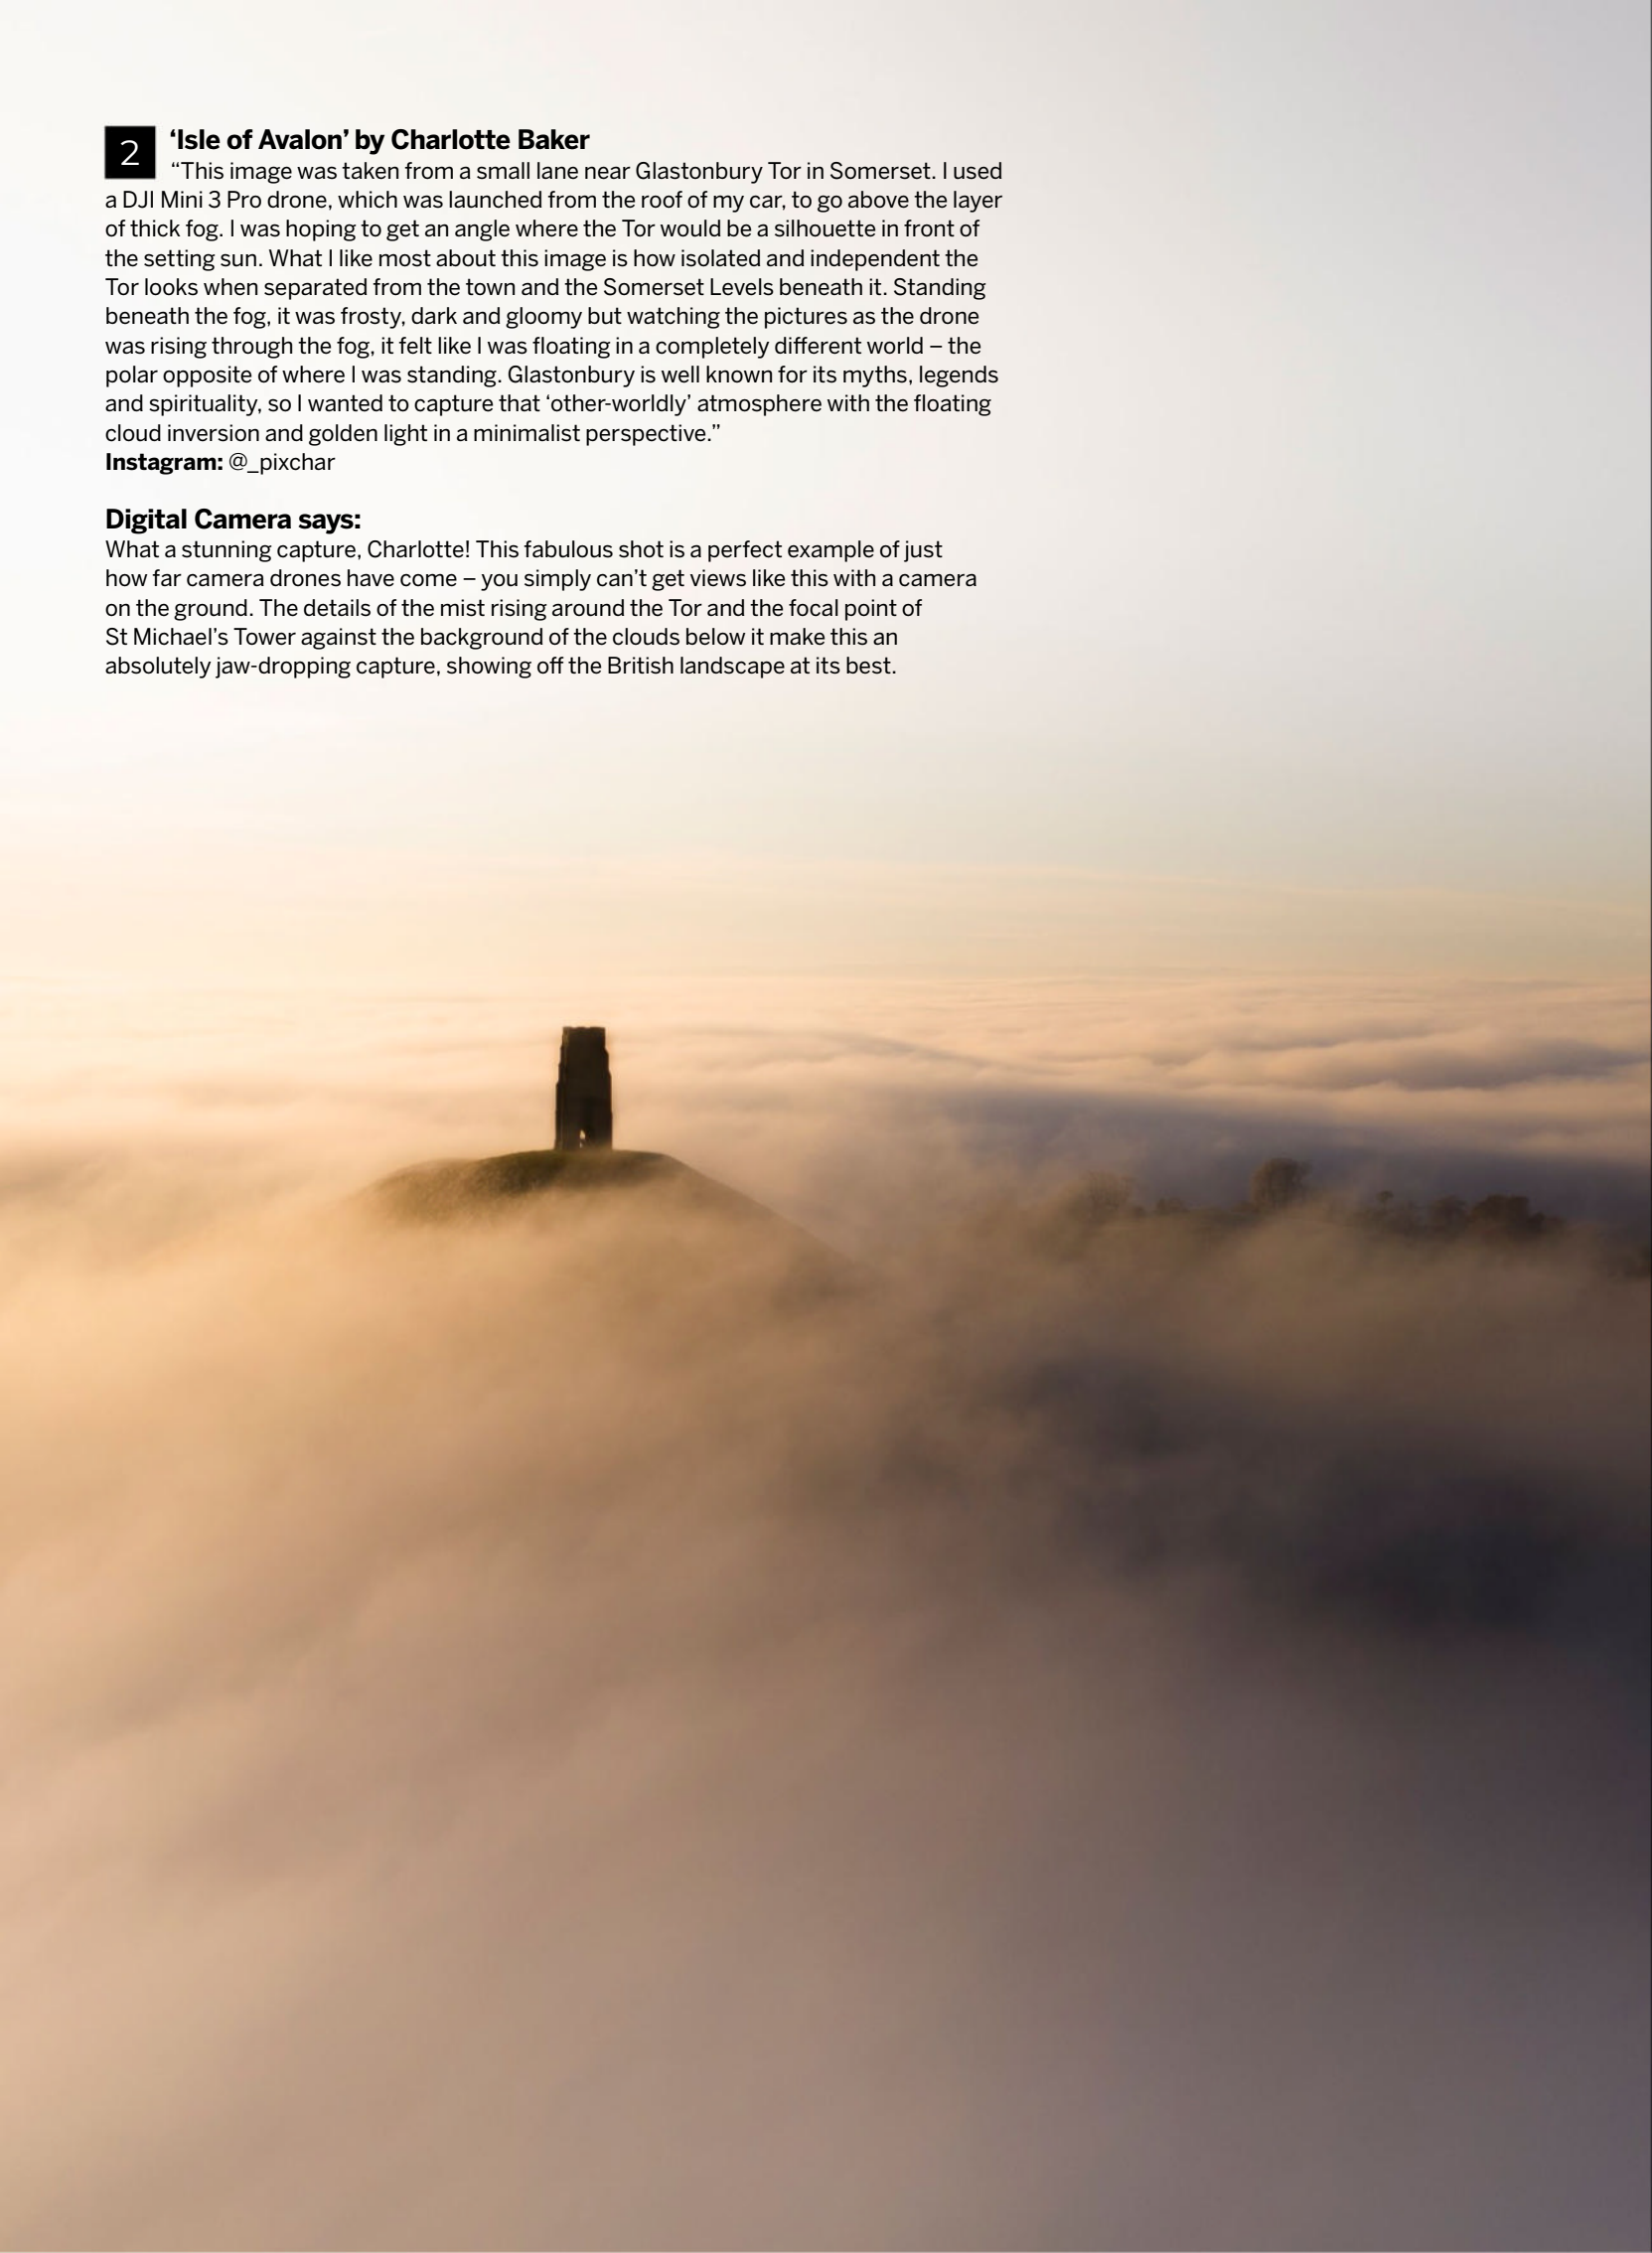 2
‘Isle of Avalon’ by Charlotte Baker
“This image was taken from a small lane near Glastonbury Tor in Somerset. I used
a DJI Mini 3 Pro drone, which was launched from the roof of my car, to go above the layer
of thick fog. I was hoping to get an angle where the Tor would be a silhouette in front of
the setting sun. What I like most about this image is how isolated and independent the
Tor looks when separated from the town and the Somerset Levels beneath it. Standing
beneath the fog, it was frosty, dark and gloomy but watching the pictures as the drone
was rising through the fog, it felt like I was floating in a completely different world – the
polar opposite of where I was standing. Glastonbury is well known for its myths, legends
and spirituality, so I wanted to capture that ‘other-worldly’ atmosphere with the floating
cloud inversion and golden light in a minimalist perspective.”
Instagram: @_pixchar
Digital Camera says:
What a stunning capture, Charlotte! This fabulous shot is a perfect example of just
how far camera drones have come – you simply can’t get views like this with a camera
on the ground. The details of the mist rising around the Tor and the focal point of
St Michael’s Tower against the background of the clouds below it make this an
absolutely jaw-dropping capture, showing off the British landscape at its best.